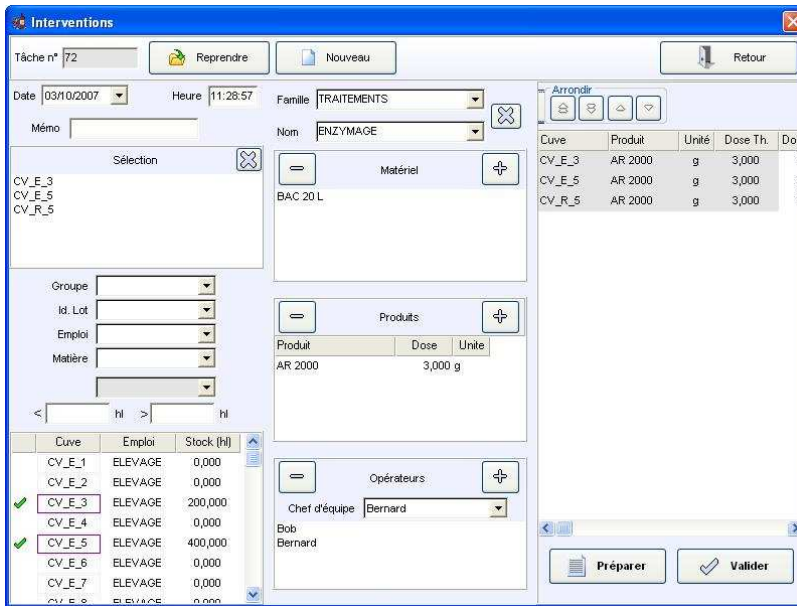 Interventions
Tâche n° 72
Reprendre
Nouveau
Retour
Date 03/10/2007
Heure 11:28:57
Mémo
Sélection
CV_E_3
CV_E_5
CV_R_5
Groupe
Id. Lot
Emploi
Matière
< hl > hl
Cuve Emploi Stock (hl)
CV_E_1 ELEVAGE 0,000
CV_E_2 ELEVAGE 0,000
CV_E_3 ELEVAGE 200,000
CV_E_4 ELEVAGE 0,000
CV_E_5 ELEVAGE 400,000
CV_E_6 ELEVAGE 0,000
CV_E_7 ELEVAGE 0,000
CV_E_8 ELEVAGE 0,000
Famille TRAITEMENTS
Nom ENZYMAGE
Matériel
BAC 20 L
Produits
Produit Dose Unite
AR 2000 3,000 g
Opérateurs
Chef d'équipe Bernard
Bob
Bernard
Arrondir
Cuve Produit Unité Dose Th. Do
CV_E_3 AR 2000 g 3,000
CV_E_5 AR 2000 g 3,000
CV_R_5 AR 2000 g 3,000
Préparer
Valider